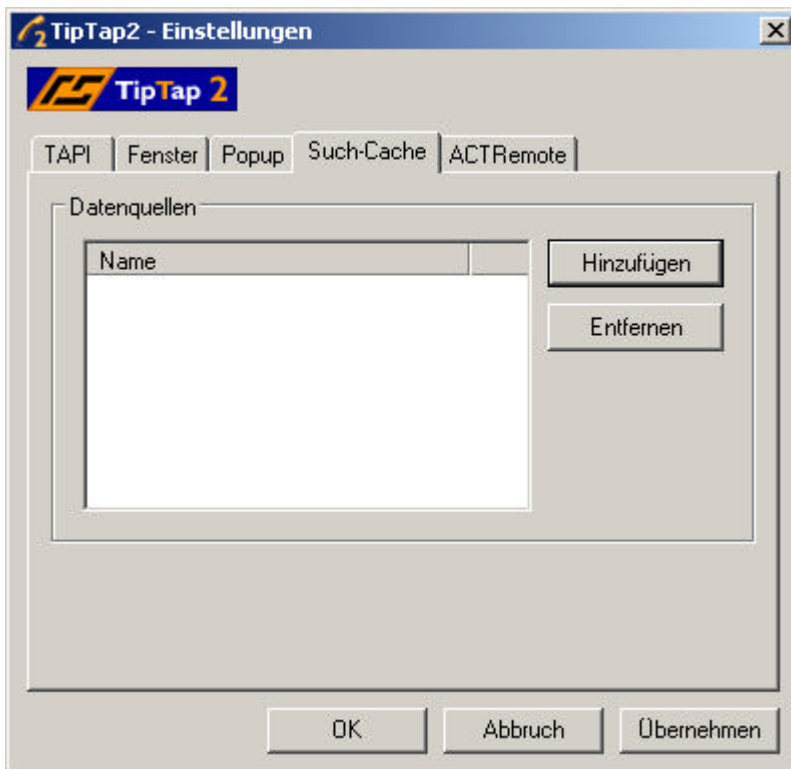 TipTap2 - Einstellungen
TipTap 2
TAPI Fenster Popup Such-Cache ACTRemote
Datenquellen
Name
Hinzufügen
Entfernen
OK Abbruch Übernehmen